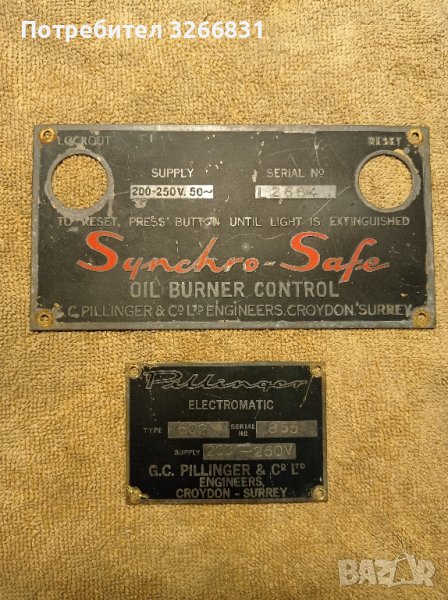 Потребител 3266831
LOCKOUT RESET
SUPPLY SERIAL Nº
200-250V. 50~ 12684
TO RESET, PRESS BUTTON UNTIL LIGHT IS EXTINGUISHED
Synchro-Safe
OIL BURNER CONTROL
G.C. PILLINGER & Cº LTD ENGINEERS, CROYDON, SURREY
Pillinger
ELECTROMATIC
TYPE SERIAL Nº
SUPPLY 200-250V
G.C. PILLINGER & Cº LTD
ENGINEERS,
CROYDON - SURREY
BAZAR